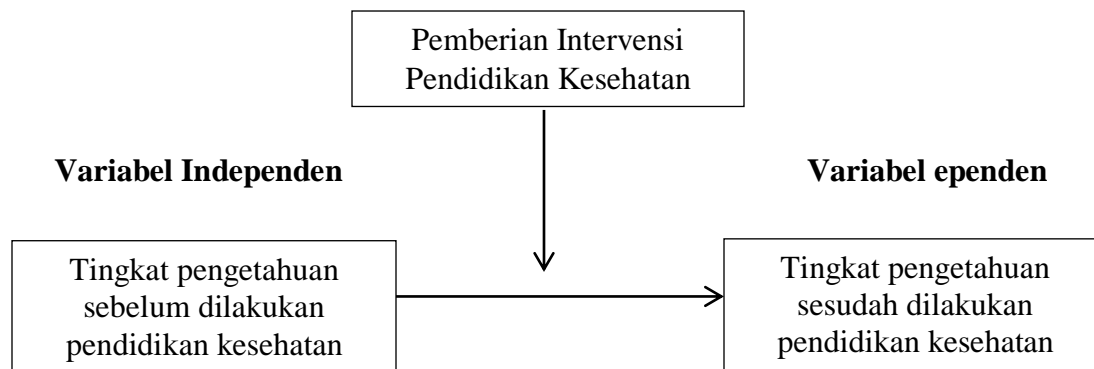 Pemberian Intervensi
Pendidikan Kesehatan
Variabel Independen
Variabel ependen
Tingkat pengetahuan
sebelum dilakukan
pendidikan kesehatan
Tingkat pengetahuan
sesudah dilakukan
pendidikan kesehatan